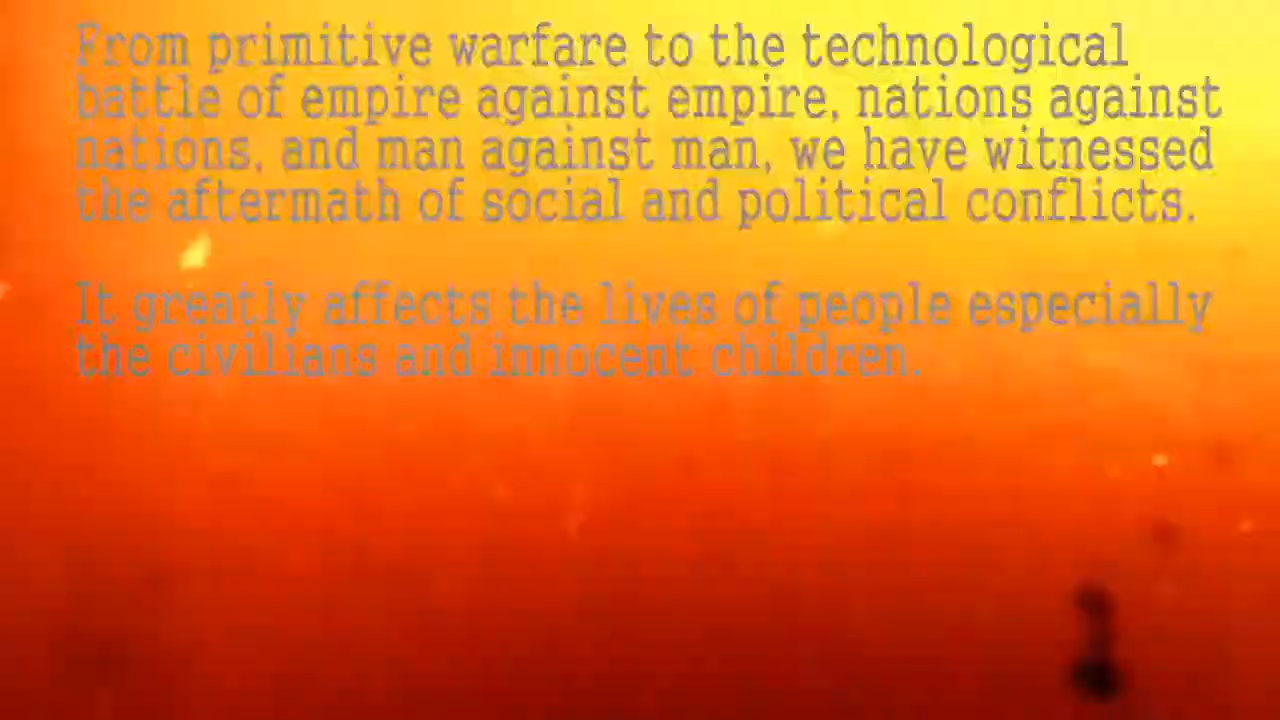 From primitive warfare to the technological
battle of empire against empire, nations against
nations, and man against man, we have witnessed
the aftermath of social and political conflicts.
It greatly affects the lives of people especially
the civilians and innocent children.